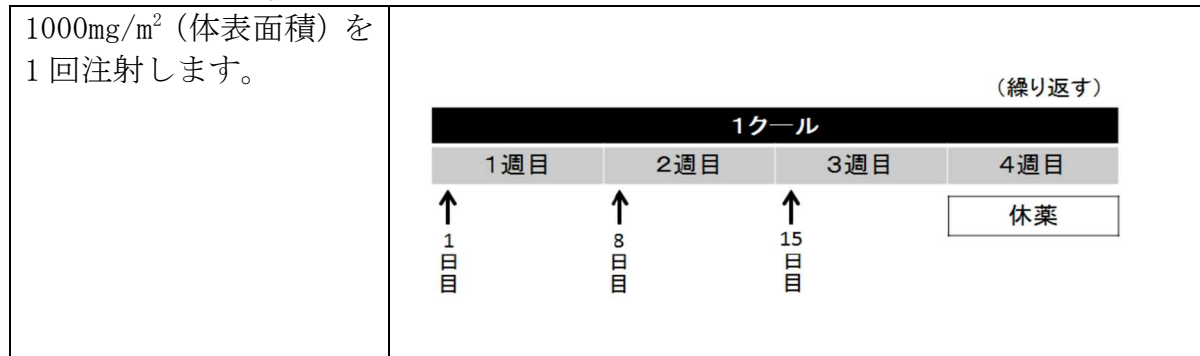 1000mg/m²（体表面積）を
1回注射します。
（繰り返す）
1クール
1週目 2週目 3週目 4週目
休薬
1日目 8日目 15日目